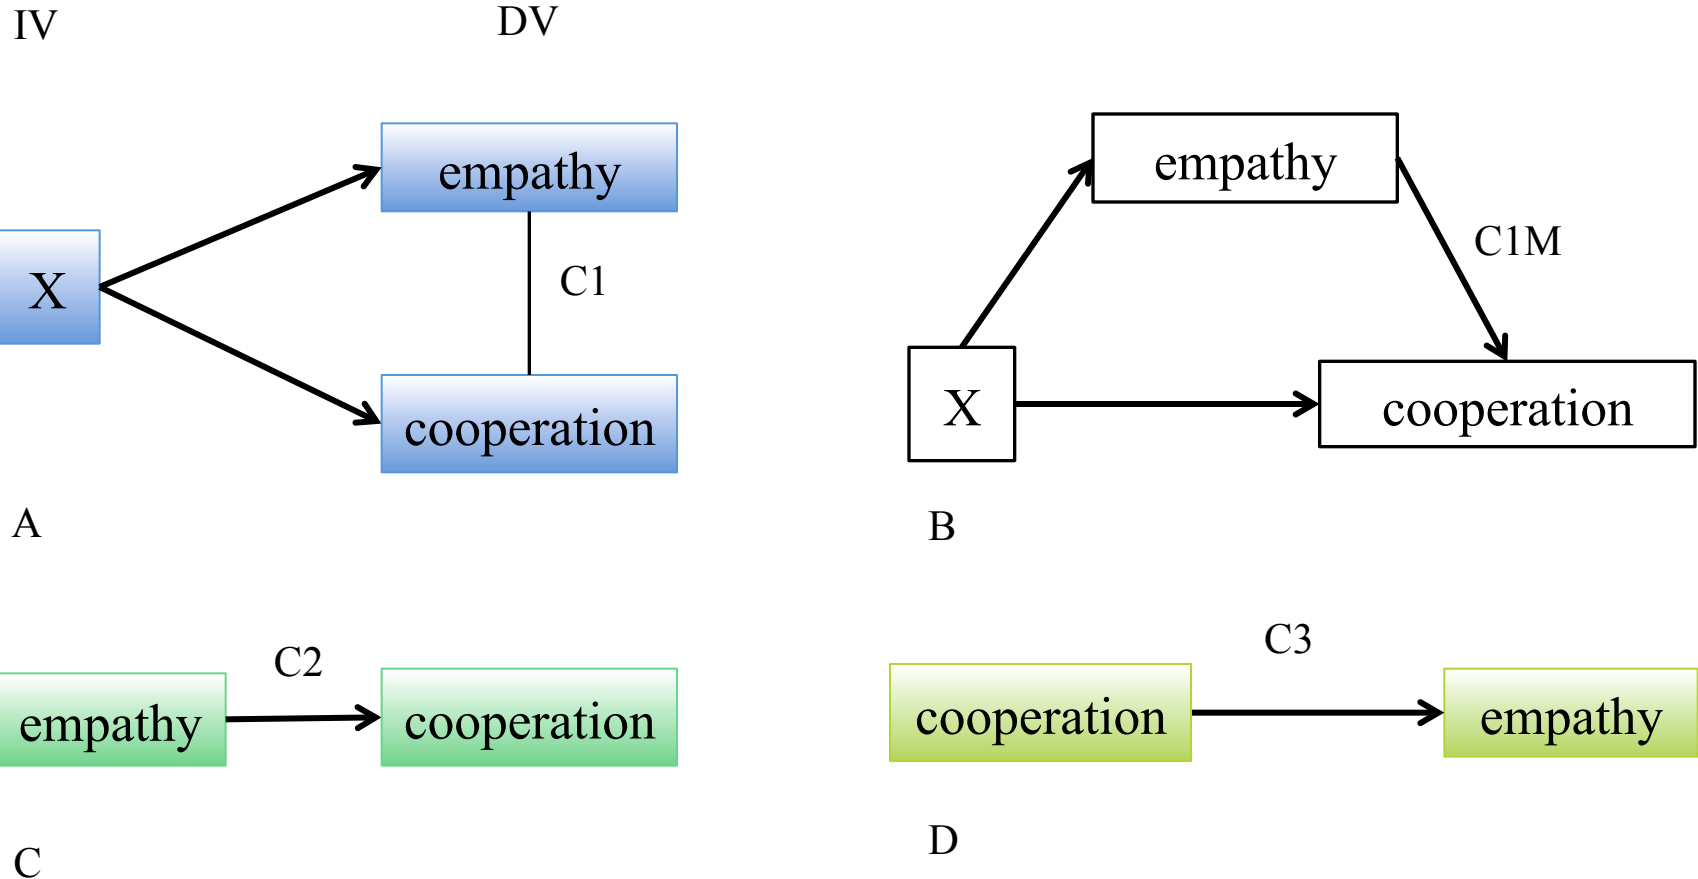 IV
DV
empathy
X
C1
cooperation
A
empathy
C1M
X
cooperation
B
C2
empathy
cooperation
C
C3
cooperation
empathy
D